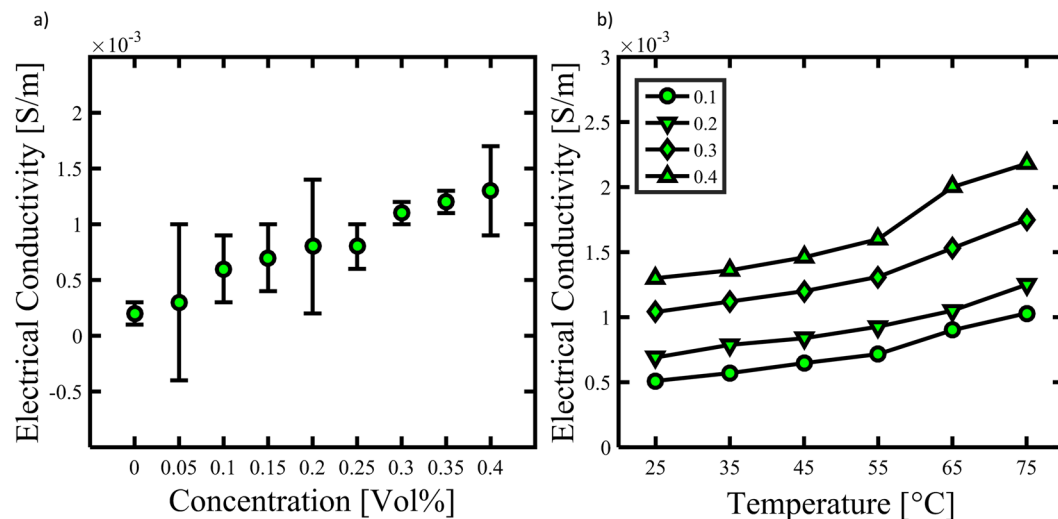 a)
×10⁻³
Electrical Conductivity [S/m]
2
1.5
1
0.5
0
-0.5
0 0.05 0.1 0.15 0.2 0.25 0.3 0.35 0.4
Concentration [Vol%]
b)
×10⁻³
Electrical Conductivity [S/m]
3
2.5
2
1.5
1
0.5
0
0.1
0.2
0.3
0.4
25 35 45 55 65 75
Temperature [°C]